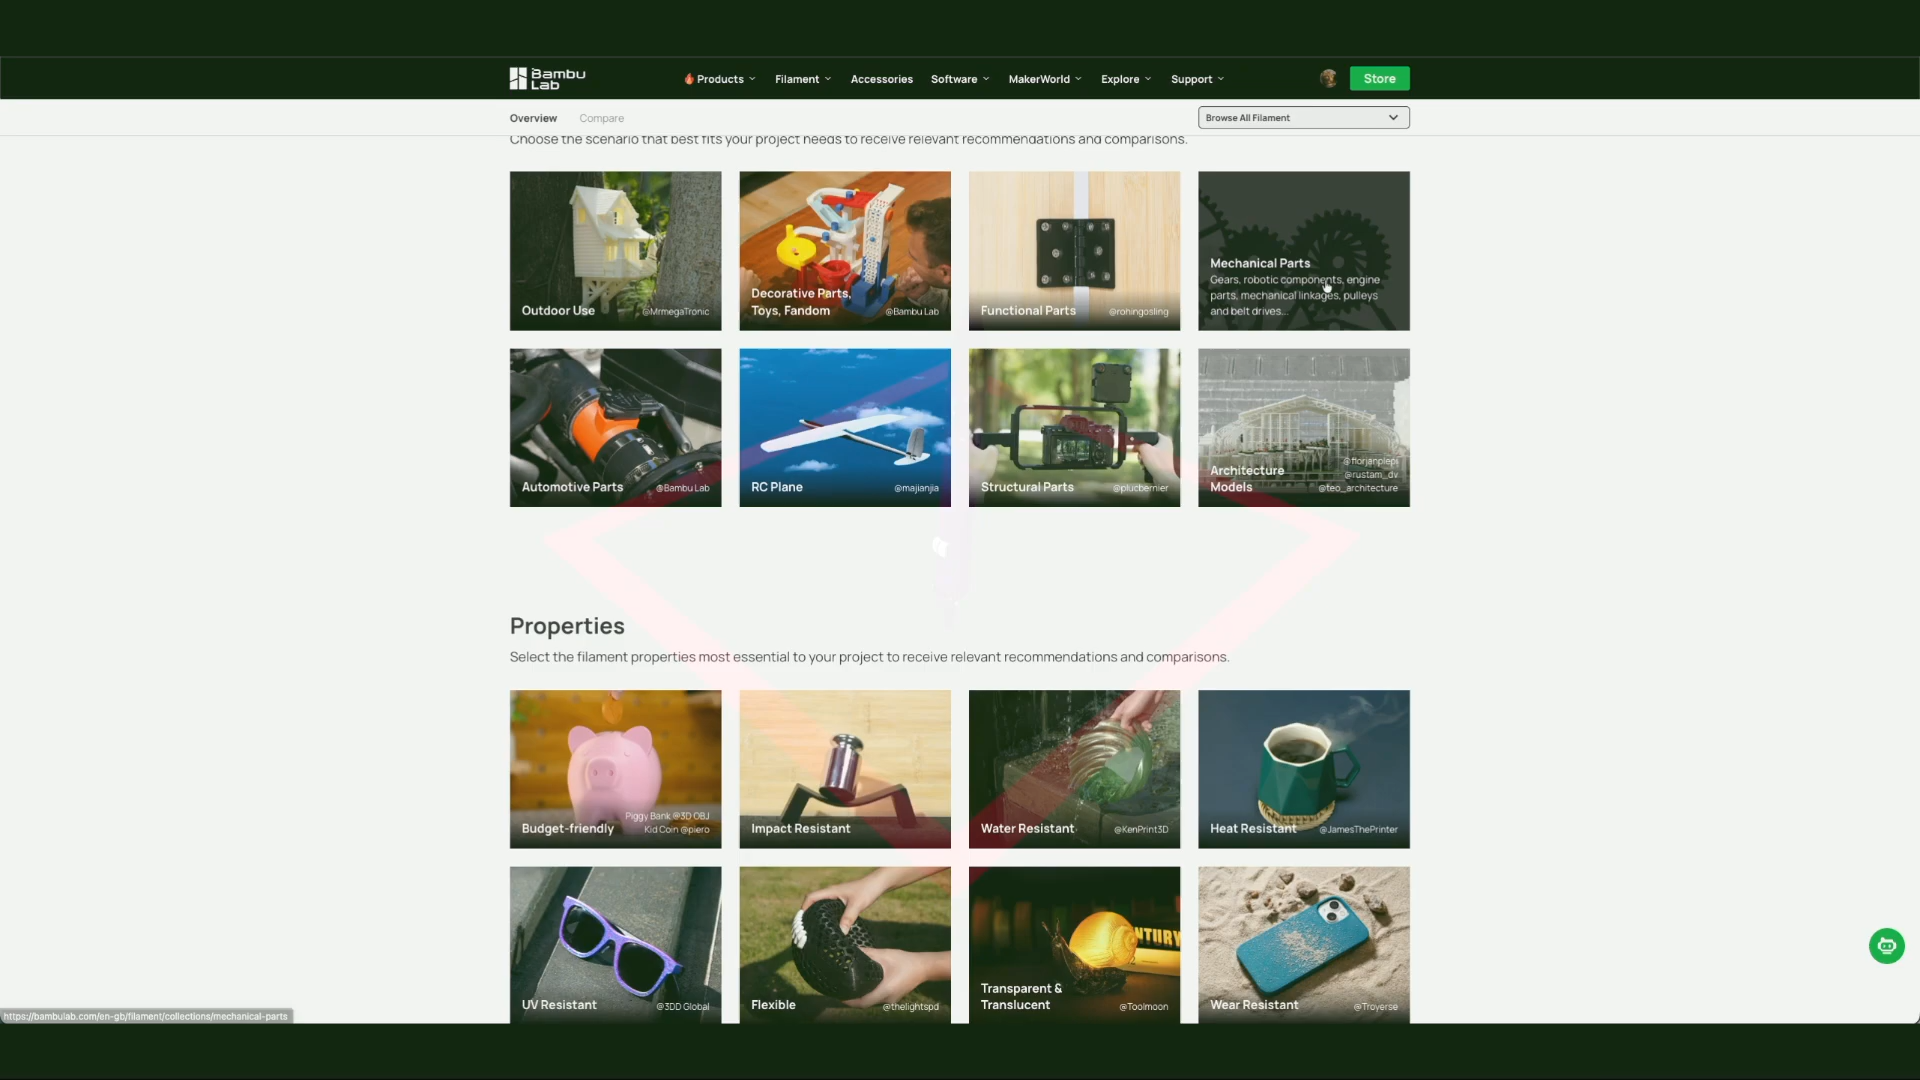 Bambu
Lab
Products
Filament
Accessories
Software
MakerWorld
Explore
Support
Store
Overview
Compare
Browse All Filament
Choose the scenario that best fits your project needs to receive relevant recommendations and comparisons.
Outdoor Use
@MrmegaTronic
Decorative Parts,
Toys, Fandom
@Bambu Lab
Functional Parts
@rohingosling
Mechanical Parts
Gears, robotic components, engine
parts, mechanical linkages, pulleys
and belt drives...
Automotive Parts
@Bambu Lab
RC Plane
@majianjia
Structural Parts
@plucbernier
Architecture
Models
@florjanplepi
@rustam_dv
@teo_architecture
Properties
Select the filament properties most essential to your project to receive relevant recommendations and comparisons.
Budget-friendly
Piggy Bank @3D OBJ
Kid Coin @piero
Impact Resistant
Water Resistant
@KenPrint3D
Heat Resistant
@JamesThePrinter
UV Resistant
@3DD Global
Flexible
@thelightspd
Transparent &
Translucent
@Toolmoon
Wear Resistant
@Troyerse
https://bambulab.com/en-gb/filament/collections/mechanical-parts